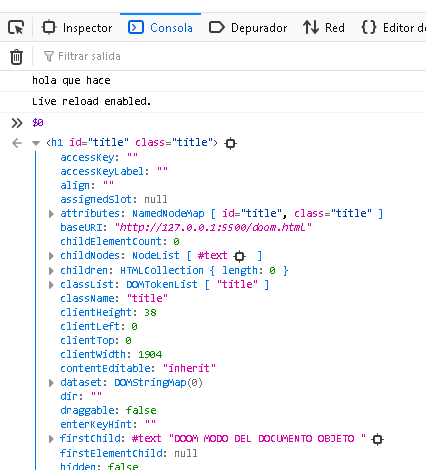 Inspector Consola Depurador Red Editor de
Filtrar salida
hola que hace
Live reload enabled.
$0
<h1 id="title" class="title">
accessKey: ""
accessKeyLabel: ""
align: ""
assignedSlot: null
attributes: NamedNodeMap [ id="title", class="title" ]
baseURI: "http://127.0.0.1:5500/doom.html"
childElementCount: 0
childNodes: NodeList [ #text ]
children: HTMLCollection { length: 0 }
classList: DOMTokenList [ "title" ]
className: "title"
clientHeight: 38
clientLeft: 0
clientTop: 0
clientWidth: 1904
contentEditable: "inherit"
dataset: DOMStringMap(0)
dir: ""
draggable: false
enterKeyHint: ""
firstChild: #text "DOOM MODO DEL DOCUMENTO OBJETO "
firstElementChild: null
hidden: false